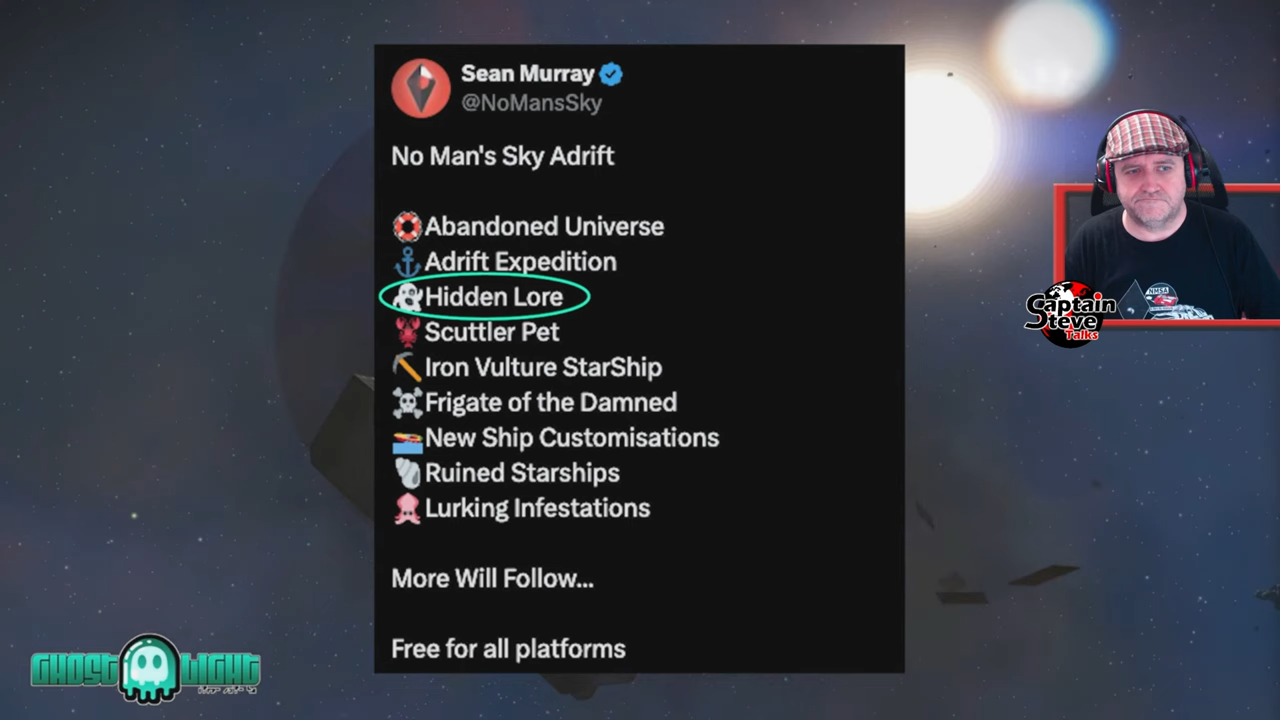 Sean Murray
@NoMansSky
No Man's Sky Adrift
Abandoned Universe
Adrift Expedition
Hidden Lore
Scuttler Pet
Iron Vulture StarShip
Frigate of the Damned
New Ship Customisations
Ruined Starships
Lurking Infestations
More Will Follow...
Free for all platforms
NMSA
Captain
Steve
Talks
GHOST LIGHT